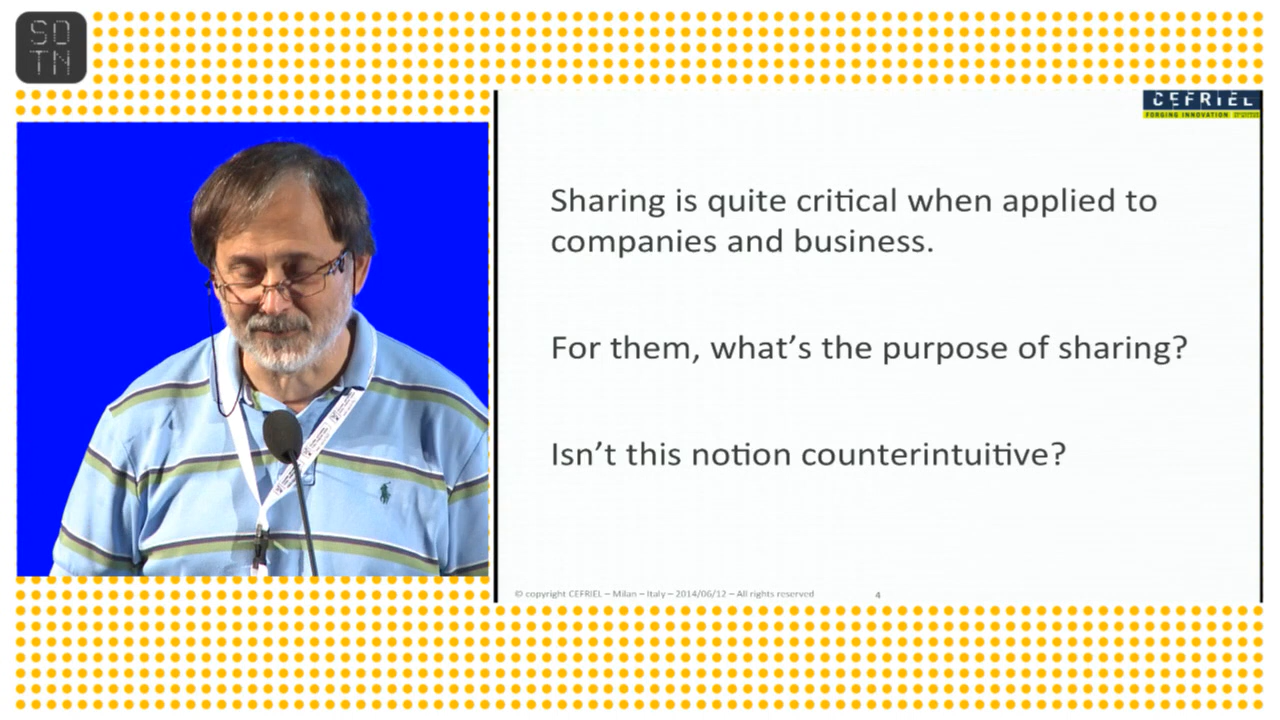 SO
TN
CEFRIEL
FORGING INNOVATION
Sharing is quite critical when applied to
companies and business.
For them, what’s the purpose of sharing?
Isn’t this notion counterintuitive?
© copyright CEFRIEL – Milan – Italy – 2014/06/12 – All rights reserved
4